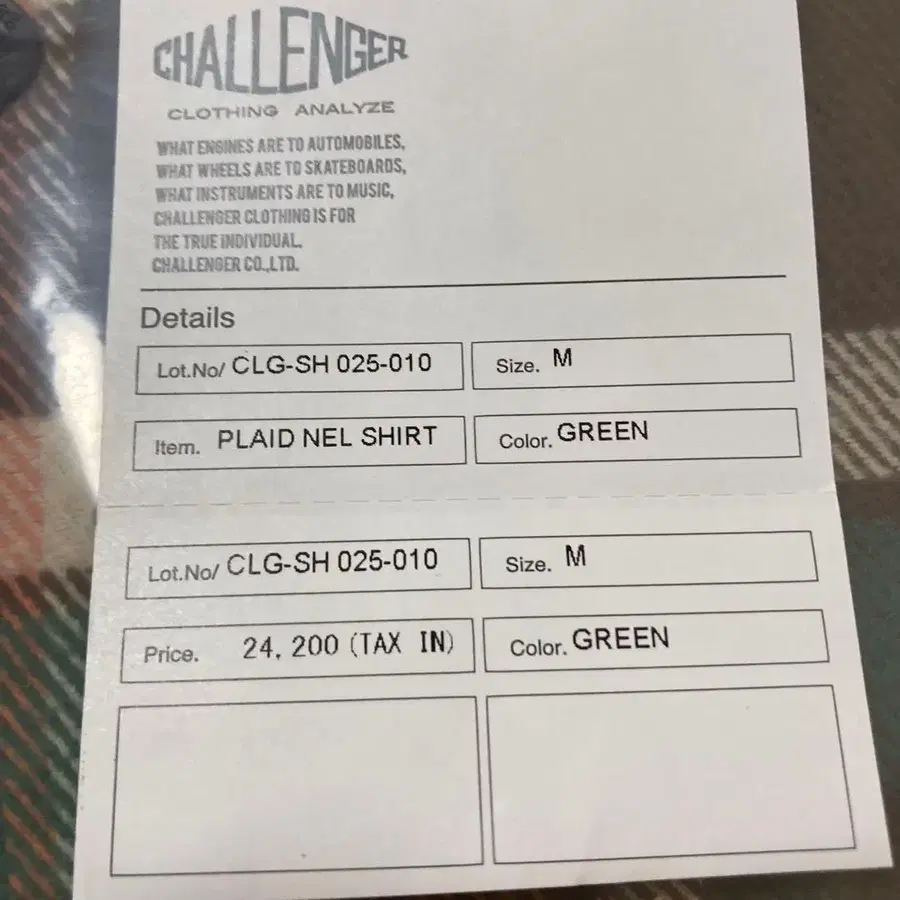 CHALLENGER
CLOTHING ANALYZE
WHAT ENGINES ARE TO AUTOMOBILES,
WHAT WHEELS ARE TO SKATEBOARDS,
WHAT INSTRUMENTS ARE TO MUSIC,
CHALLENGER CLOTHING IS FOR
THE TRUE INDIVIDUAL.
CHALLENGER CO.,LTD.
Details
Lot.No/ CLG-SH 025-010 Size. M
Item. PLAID NEL SHIRT Color. GREEN
Lot.No/ CLG-SH 025-010 Size. M
Price. 24, 200 (TAX IN) Color. GREEN